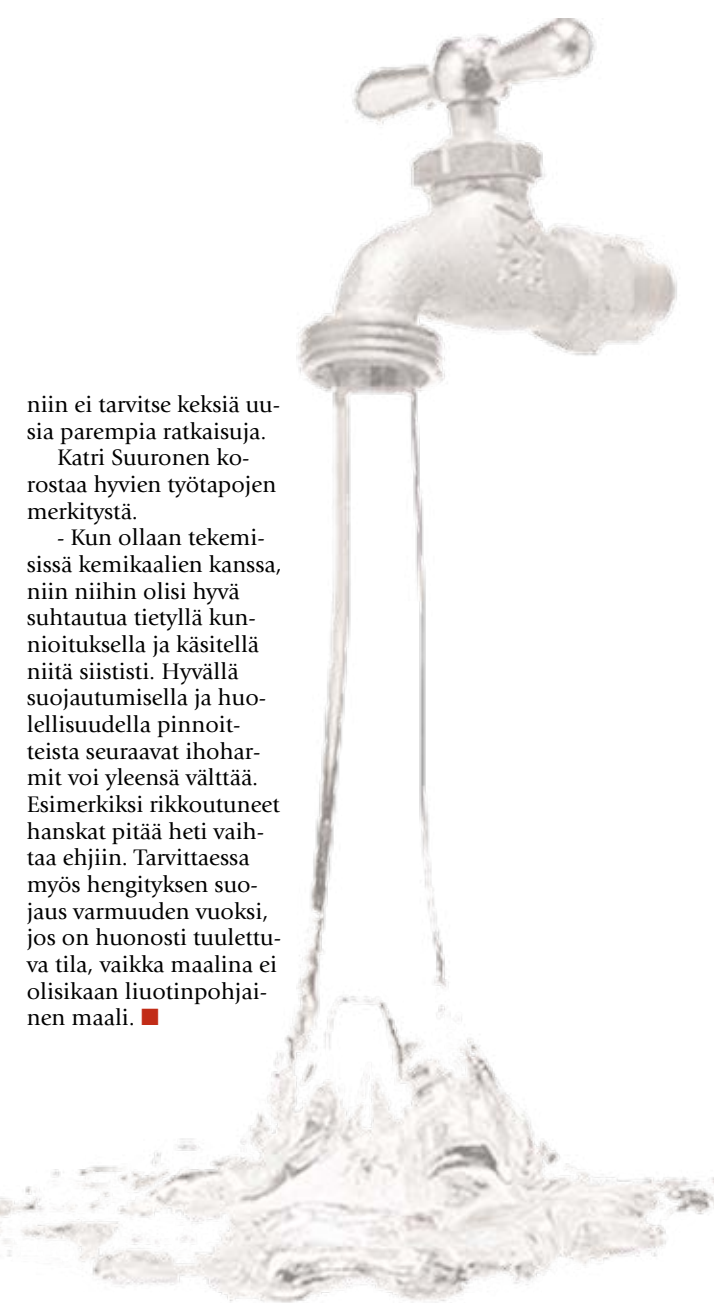 niin ei tarvitse keksiä uu-
sia parempia ratkaisuja.
Katri Suuronen ko-
rostaa hyvien työtapojen
merkitystä.
- Kun ollaan tekemi-
sissä kemikaalien kanssa,
niin niihin olisi hyvä
suhtautua tietyllä kun-
nioituksella ja käsitellä
niitä siististi. Hyvällä
suojautumisella ja huo-
lellisuudella pinnoit-
teista seuraavat ihohar-
mit voi yleensä välttää.
Esimerkiksi rikkoutuneet
hanskat pitää heti vaih-
taa ehjiin. Tarvittaessa
myös hengityksen suo-
jaus varmuuden vuoksi,
jos on huonosti tuulettu-
va tila, vaikka maalina ei
olisikaan liuotinpohjai-
nen maali.